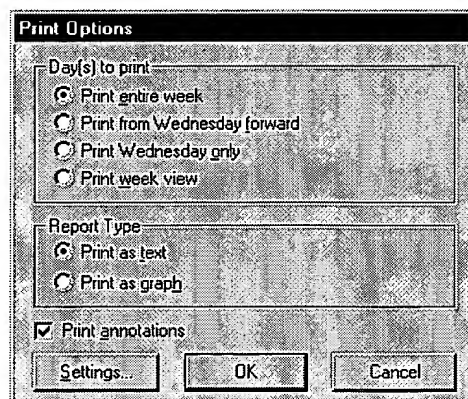 Print Options
Day(s) to print
Print entire week
Print from Wednesday forward
Print Wednesday only
Print week view
Report Type
Print as text
Print as graph
Print annotations
Settings... OK Cancel